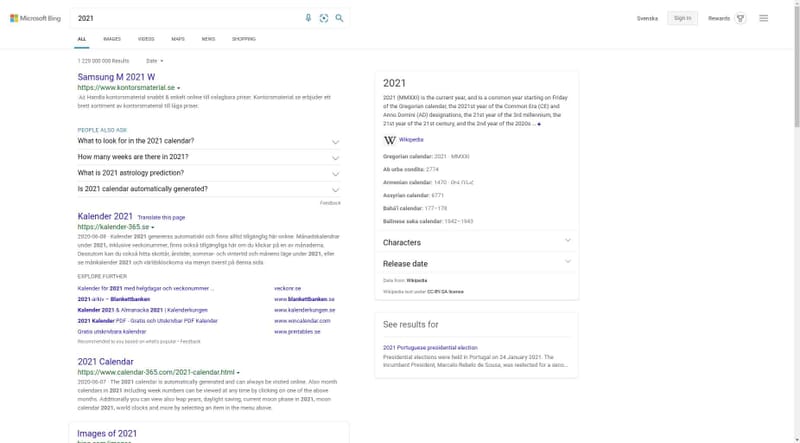 Microsoft Bing
2021
Svenska
Sign in
Rewards
ALL
IMAGES
VIDEOS
MAPS
NEWS
SHOPPING
1 220 000 000 Results
Date
Samsung M 2021 W
https://www.kontorsmaterial.se
Ad Handla kontorsmaterial snabbt & enkelt online till valagbara priser. Kontorsmaterial.se erbjuder ett
brett sortiment av kontorsmaterial till låga priser.
PEOPLE ALSO ASK
What to look for in the 2021 calendar?
How many weeks are there in 2021?
What is 2021 astrology prediction?
Is 2021 calendar automatically generated?
Feedback
Kalender 2021 Translate this page
https://kalender-365.se
2020-06-08 · Kalender 2021 genereras automatiskt och finns alltid tillgänglig här online. Månadskalendrar
under 2021, inklusive veckonummer, finns också tillgängliga här om du klickar på en av månaderna.
Dessutom kan du också hitta skottår, årstider, sommar- och vintertid och månens läge under 2021, eller
se månkalender 2021 och världsklockorna via menyn överst på denna sida.
EXPLORE FURTHER
Kalender för 2021 med helgdagar och veckonummer ...
veckonr.se
2021-arkiv – Blankettbanken
www.blankettbanken.se
2021 Kalender & Almanacka 2021 | Kalenderkungen
www.kalenderkungen.se
2021 Kalender PDF - Gratis och Utskrivbar PDF Kalender
www.wincalendar.com
Gratis utskrivbara kalendrar
www.printables.se
Recommended to you based on what's popular • Feedback
2021 Calendar
https://www.calendar-365.com/2021-calendar.html
2020-06-07 · The 2021 calendar is automatically generated and can always be visited online. Also month
calendars in 2021 including week numbers can be viewed at any time by clicking on one of the above
months. Additionally you can view also leap years, daylight saving, current moon phase in 2021, moon
calendar 2021, world clocks and more by selecting an item in the menu above.
Images of 2021
bing.com/images
2021
2021 (MMXXI) is the current year, and is a common year starting on Friday
of the Gregorian calendar, the 2021st year of the Common Era (CE) and
Anno Domini (AD) designations, the 21st year of the 3rd millennium, the
21st year of the 21st century, and the 2nd year of the 2020s ...
W Wikipedia
Gregorian calendar: 2021 · MMXXI
Ab urbe condita: 2774
Armenian calendar: 1470
Assyrian calendar: 6771
Bahá'í calendar: 177–178
Balinese saka calendar: 1942–1943
Characters
Release date
Data from: Wikipedia
Wikipedia text under CC-BY-SA license
See results for
2021 Portuguese presidential election
Presidential elections were held in Portugal on 24 January 2021. The
incumbent President, Marcelo Rebelo de Sousa, was reelected for a seco...